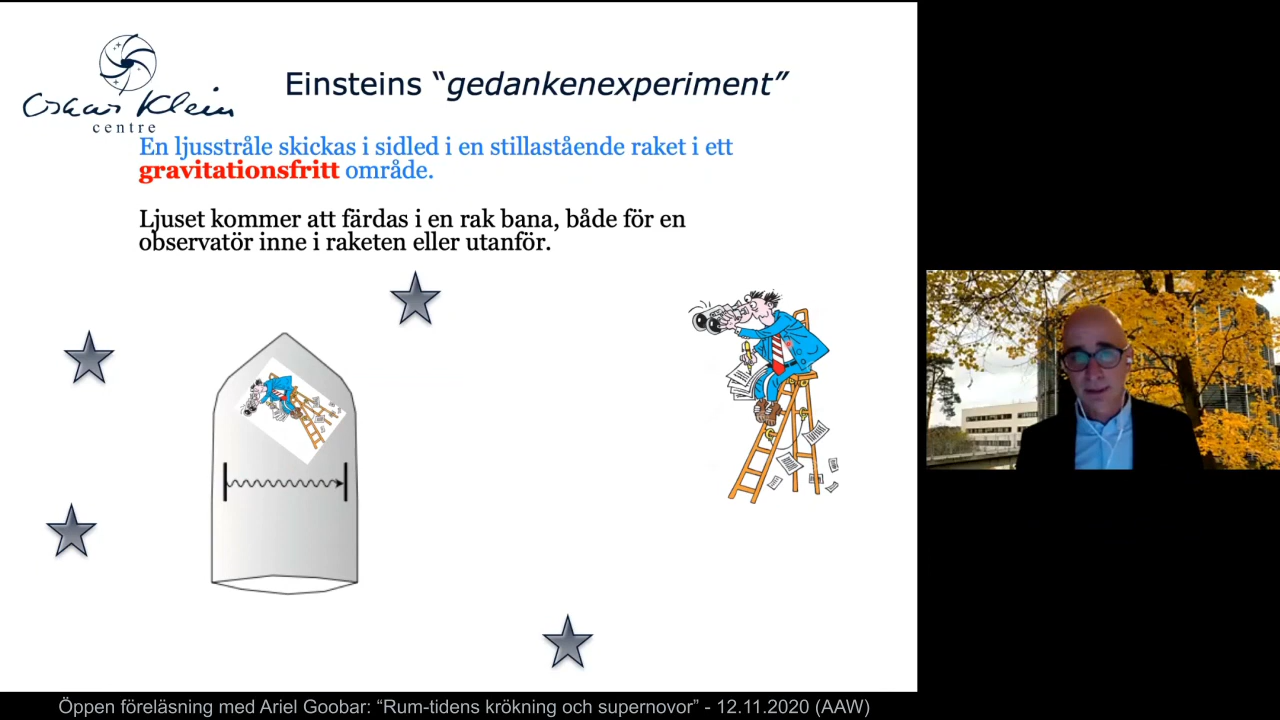 Oskar Klein
centre
Einsteins “gedankenexperiment”
En ljusstråle skickas i sidled i en stillastående raket i ett
gravitationsfritt område.
Ljuset kommer att färdas i en rak bana, både för en
observatör inne i raketen eller utanför.
Öppen föreläsning med Ariel Goobar: “Rum-tidens krökning och supernovor” - 12.11.2020 (AAW)